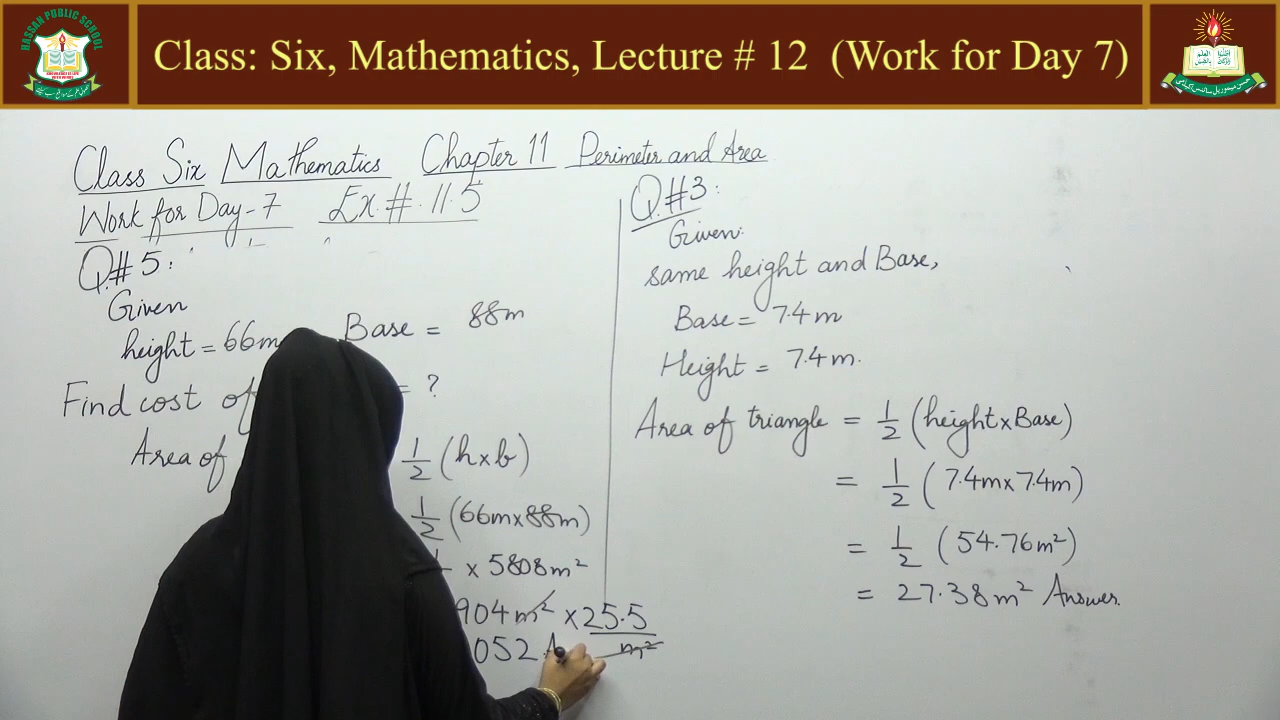 HASSAN PUBLIC SCHOOL
Class: Six, Mathematics, Lecture # 12 (Work for Day 7)
Class Six Mathematics Chapter 11 Perimeter and Area
Work for Day-7 Ex.#.11.5
Q#5:
Given
height = 66m Base = 88m
Find cost of = ?
Area of 1/2 (h×b)
1/2 (66m×88m)
× 5808m²
904m² × 25.5/m²
052 A
Q#3:
Given:
same height and Base,
Base = 7.4m
Height = 7.4m.
Area of triangle = 1/2 (height×Base)
= 1/2 (7.4m×7.4m)
= 1/2 (54.76m²)
= 27.38m² Answer.